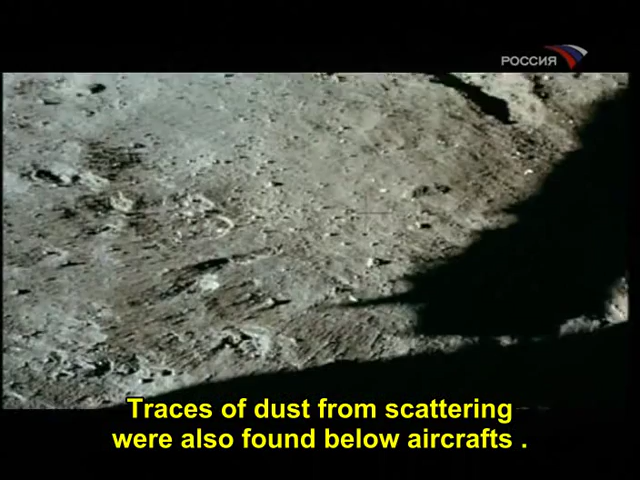 РОССИЯ
Traces of dust from scattering
were also found below aircrafts .